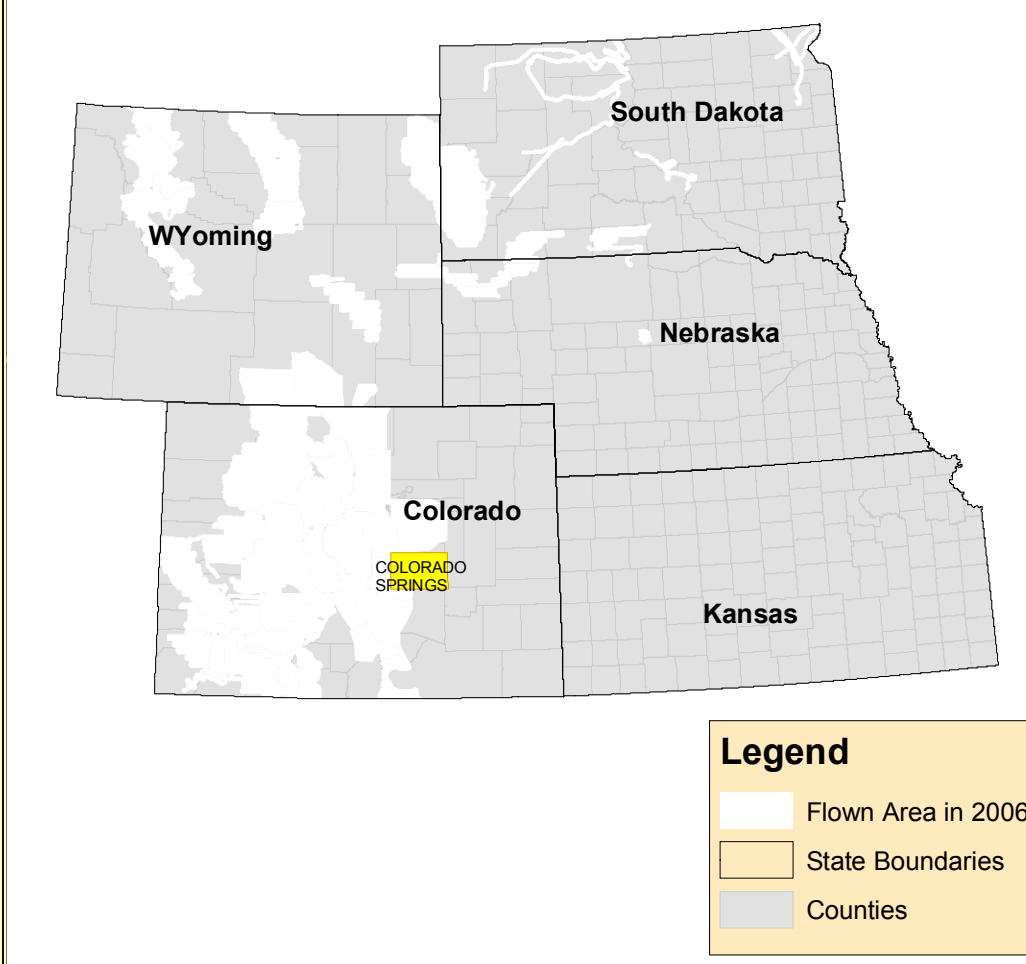 South Dakota
WYoming
Nebraska
Colorado
COLORADO
SPRINGS
Kansas
Legend
Flown Area in 2006
State Boundaries
Counties